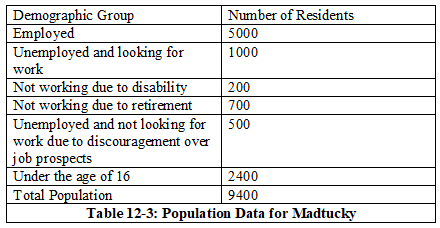 Demographic Group Number of Residents
Employed 5000
Unemployed and looking for 1000
work
Not working due to disability 200
Not working due to retirement 700
Unemployed and not looking for 500
work due to discouragement over
job prospects
Under the age of 16 2400
Total Population 9400
Table 12-3: Population Data for Madtucky